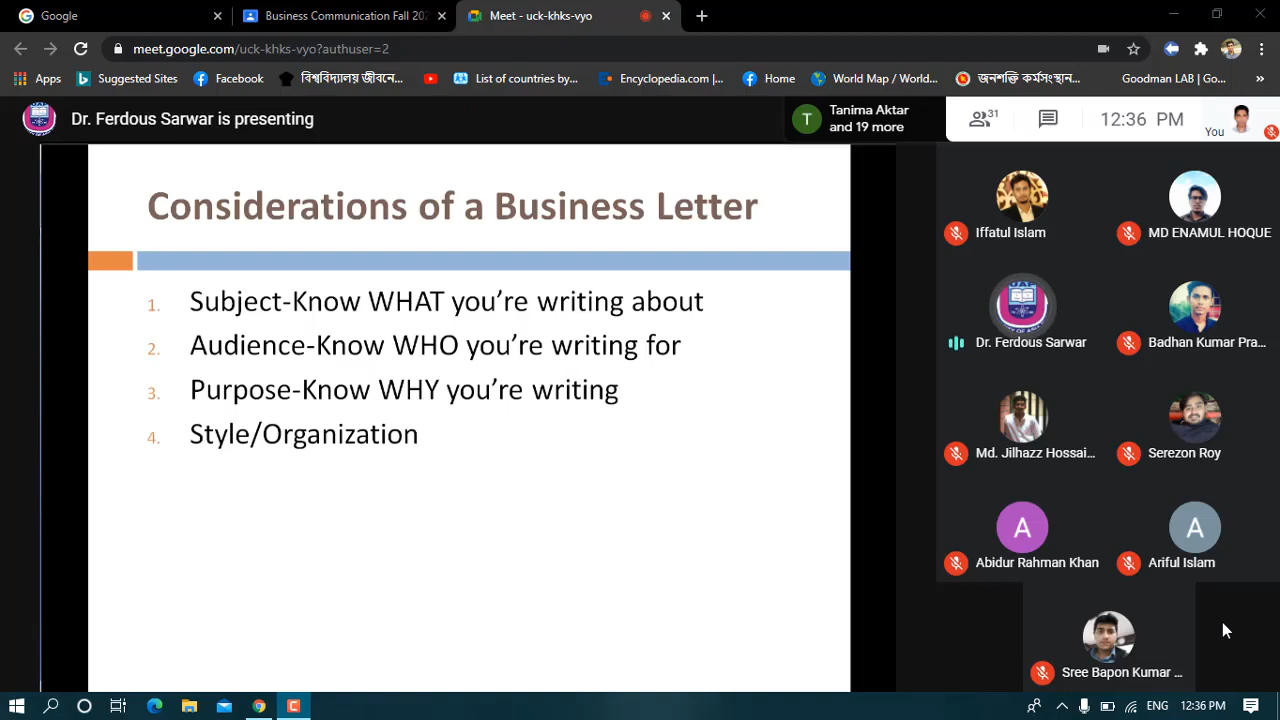 Google
Business Communication Fall 202
Meet - uck-khks-vyo
meet.google.com/uck-khks-vyo?authuser=2
Apps
Suggested Sites
Facebook
বিশ্ববিদ্যালয় জীবনে...
List of countries by...
Encyclopedia.com |...
Home
World Map / World...
জনশক্তি কর্মসংস্থান...
Goodman LAB | Go...
»
Dr. Ferdous Sarwar is presenting
T
Tanima Aktar
and 19 more
31
12:36 PM
You
Considerations of a Business Letter
1. Subject-Know WHAT you're writing about
2. Audience-Know WHO you're writing for
3. Purpose-Know WHY you're writing
4. Style/Organization
Iffatul Islam
MD ENAMUL HOQUE
Dr. Ferdous Sarwar
Badhan Kumar Pra...
Md. Jilhazz Hossai...
Serezon Roy
A
A
Abidur Rahman Khan
Ariful Islam
Sree Bapon Kumar ...
ENG
12:36 PM